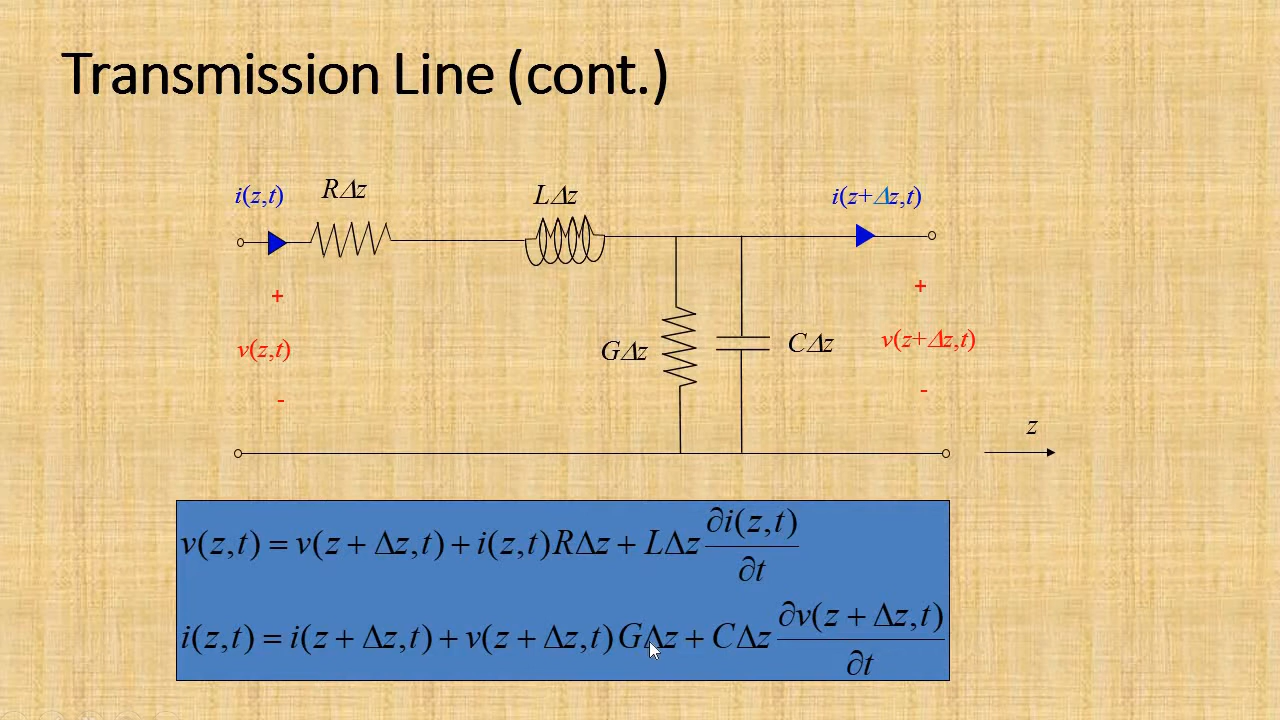 Transmission Line (cont.)
i(z,t) RΔz LΔz i(z+Δz,t)
+ +
v(z,t) GΔz CΔz v(z+Δz,t)
- -
z
v(z,t) = v(z + Δz,t) + i(z,t)RΔz + LΔz ∂i(z,t)/∂t
i(z,t) = i(z + Δz,t) + v(z + Δz,t)GΔz + CΔz ∂v(z + Δz,t)/∂t